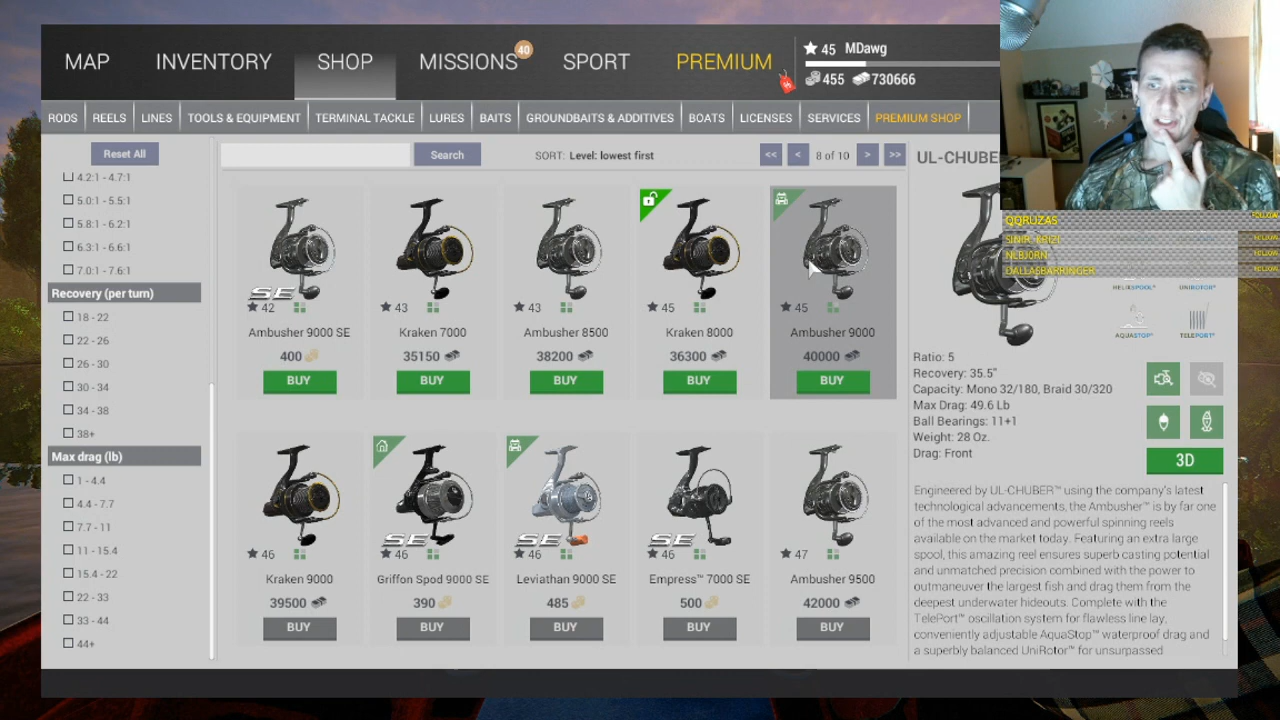 MAP
INVENTORY
SHOP
MISSIONS
40
SPORT
PREMIUM
45 MDawg
455 730666
RODS
REELS
LINES
TOOLS & EQUIPMENT
TERMINAL TACKLE
LURES
BAITS
GROUNDBAITS & ADDITIVES
BOATS
LICENSES
SERVICES
PREMIUM SHOP
Reset All
4.2:1 - 4.7:1
5.0:1 - 5.5:1
5.8:1 - 6.2:1
6.3:1 - 6.6:1
7.0:1 - 7.6:1
Recovery (per turn)
18 - 22
22 - 26
26 - 30
30 - 34
34 - 38
38+
Max drag (lb)
1 - 4.4
4.4 - 7.7
7.7 - 11
11 - 15.4
15.4 - 22
22 - 33
33 - 44
44+
Search
SORT: Level: lowest first
<<
<
8 of 10
>
>>
SE
42
Ambusher 9000 SE
400
BUY
43
Kraken 7000
35150
BUY
43
Ambusher 8500
38200
BUY
45
Kraken 8000
36300
BUY
45
Ambusher 9000
40000
BUY
46
Kraken 9000
39500
BUY
SE
46
Griffon Spod 9000 SE
390
BUY
SE
46
Leviathan 9000 SE
485
BUY
SE
46
Empress™ 7000 SE
500
BUY
47
Ambusher 9500
42000
BUY
UL-CHUBE
QQRUZAS
SINIR_KRIZI
NLBJ0RN
DALLASBARRINGER
HELIXSPOOL®
UNIROTOR®
AQUASTOP®
TELEPORT®
Ratio: 5
Recovery: 35.5"
Capacity: Mono 32/180, Braid 30/320
Max Drag: 49.6 Lb
Ball Bearings: 11+1
Weight: 28 Oz.
Drag: Front
3D
Engineered by UL-CHUBER™ using the company's latest
technological advancements, the Ambusher™ is by far one
of the most advanced and powerful spinning reels
available on the market today. Featuring an extra large
spool, this amazing reel ensures superb casting potential
and unmatched precision combined with the power to
outmaneuver the largest fish and drag them from the
deepest underwater hideouts. Complete with the
TelePort™ oscillation system for flawless line lay,
conveniently adjustable AquaStop™ waterproof drag and
a superbly balanced UniRotor™ for unsurpassed